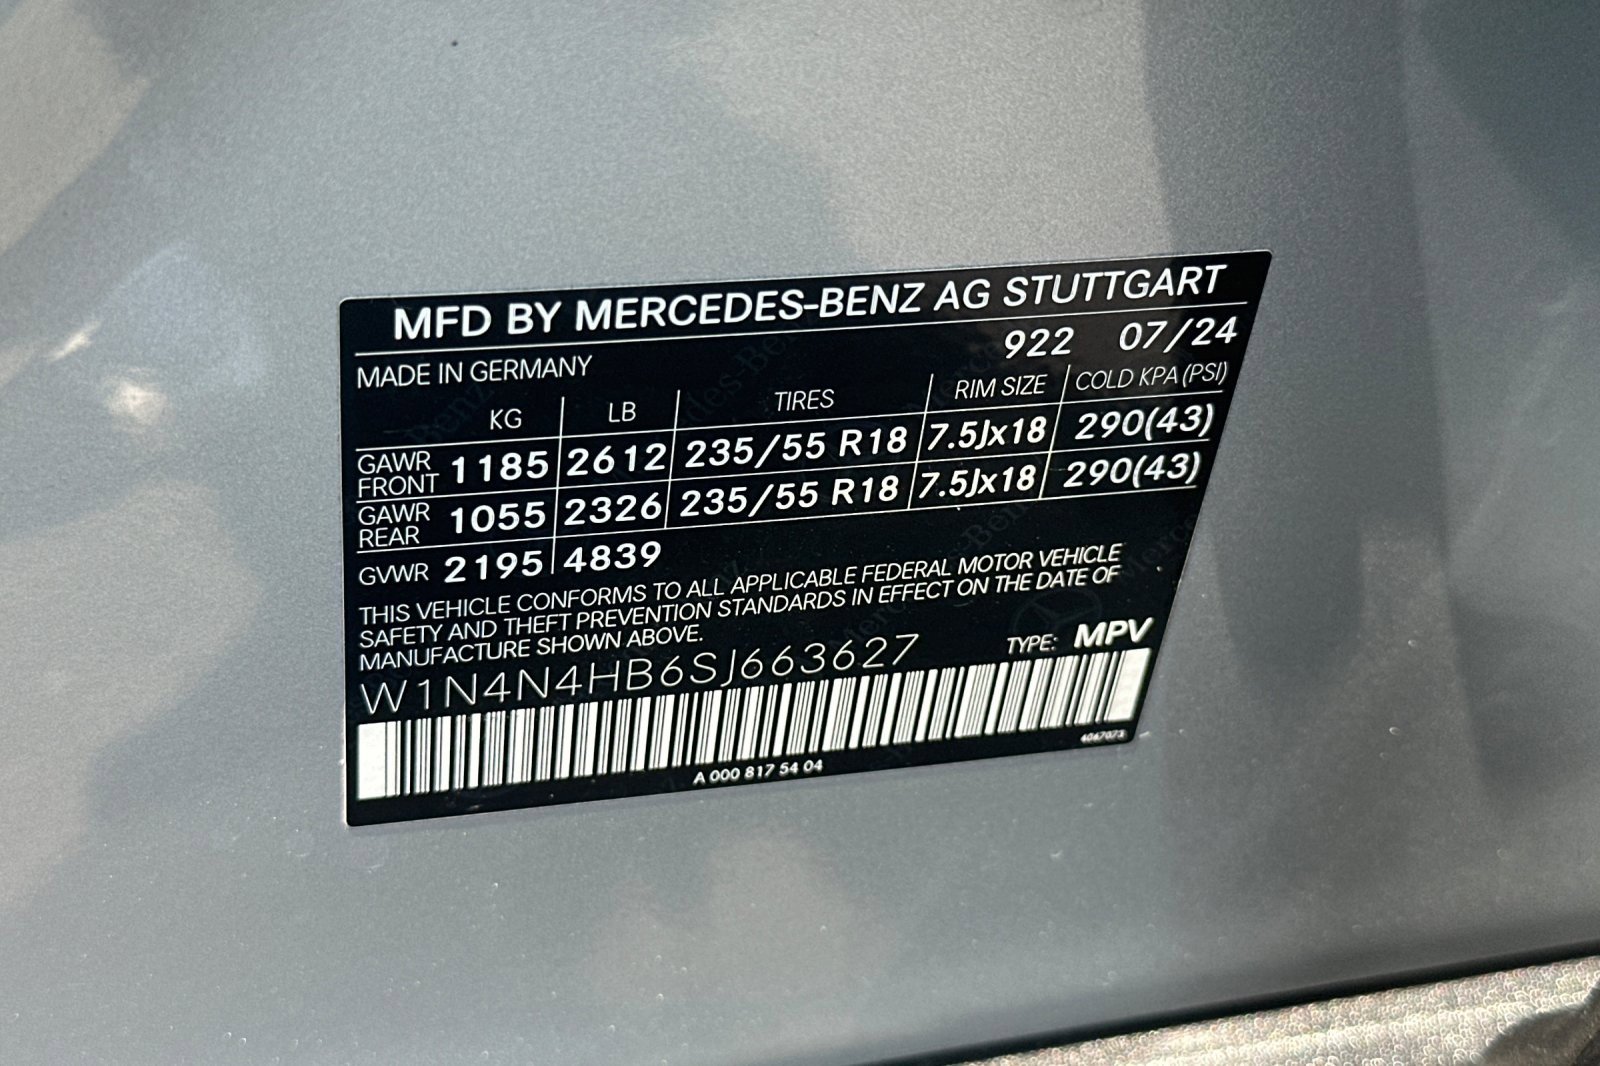 MFD BY MERCEDES-BENZ AG STUTTGART
MADE IN GERMANY 922 07/24
KG LB TIRES RIM SIZE COLD KPA (PSI)
GAWR FRONT 1185 2612 235/55 R18 7.5Jx18 290(43)
GAWR REAR 1055 2326 235/55 R18 7.5Jx18 290(43)
GVWR 2195 4839
THIS VEHICLE CONFORMS TO ALL APPLICABLE FEDERAL MOTOR VEHICLE
SAFETY AND THEFT PREVENTION STANDARDS IN EFFECT ON THE DATE OF
MANUFACTURE SHOWN ABOVE.
W1N4N4HB6SJ663627 TYPE: MPV
A 000 817 54 04
4067073